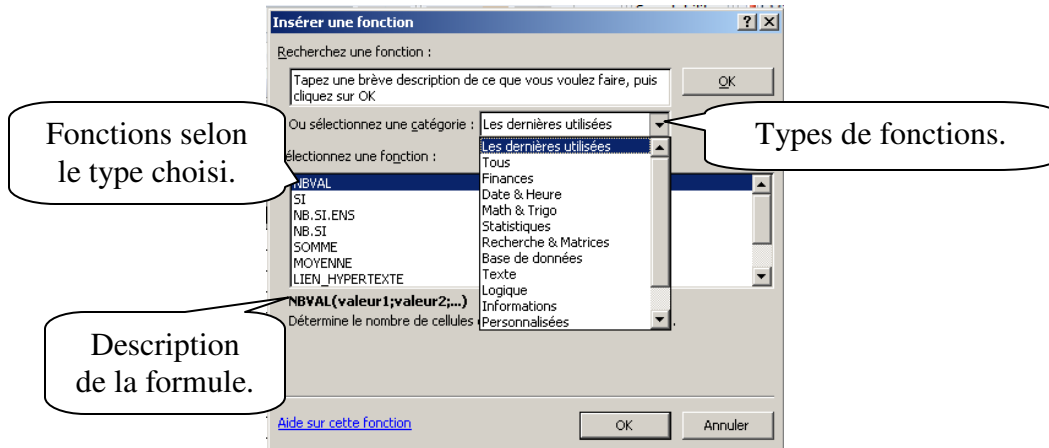 Insérer une fonction
Recherchez une fonction :
Tapez une brève description de ce que vous voulez faire, puis
cliquez sur OK
OK
Ou sélectionnez une catégorie :
Les dernières utilisées
Fonctions selon
le type choisi.
Types de fonctions.
électionnez une fonction :
Les dernières utilisées
Tous
Finances
Date & Heure
Math & Trigo
Statistiques
Recherche & Matrices
Base de données
Texte
Logique
Informations
Personnalisées
NBVAL
SI
NB.SI.ENS
NB.SI
SOMME
MOYENNE
LIEN_HYPERTEXTE
NBVAL(valeur1;valeur2;...)
Détermine le nombre de cellules
Description
de la formule.
Aide sur cette fonction
OK
Annuler